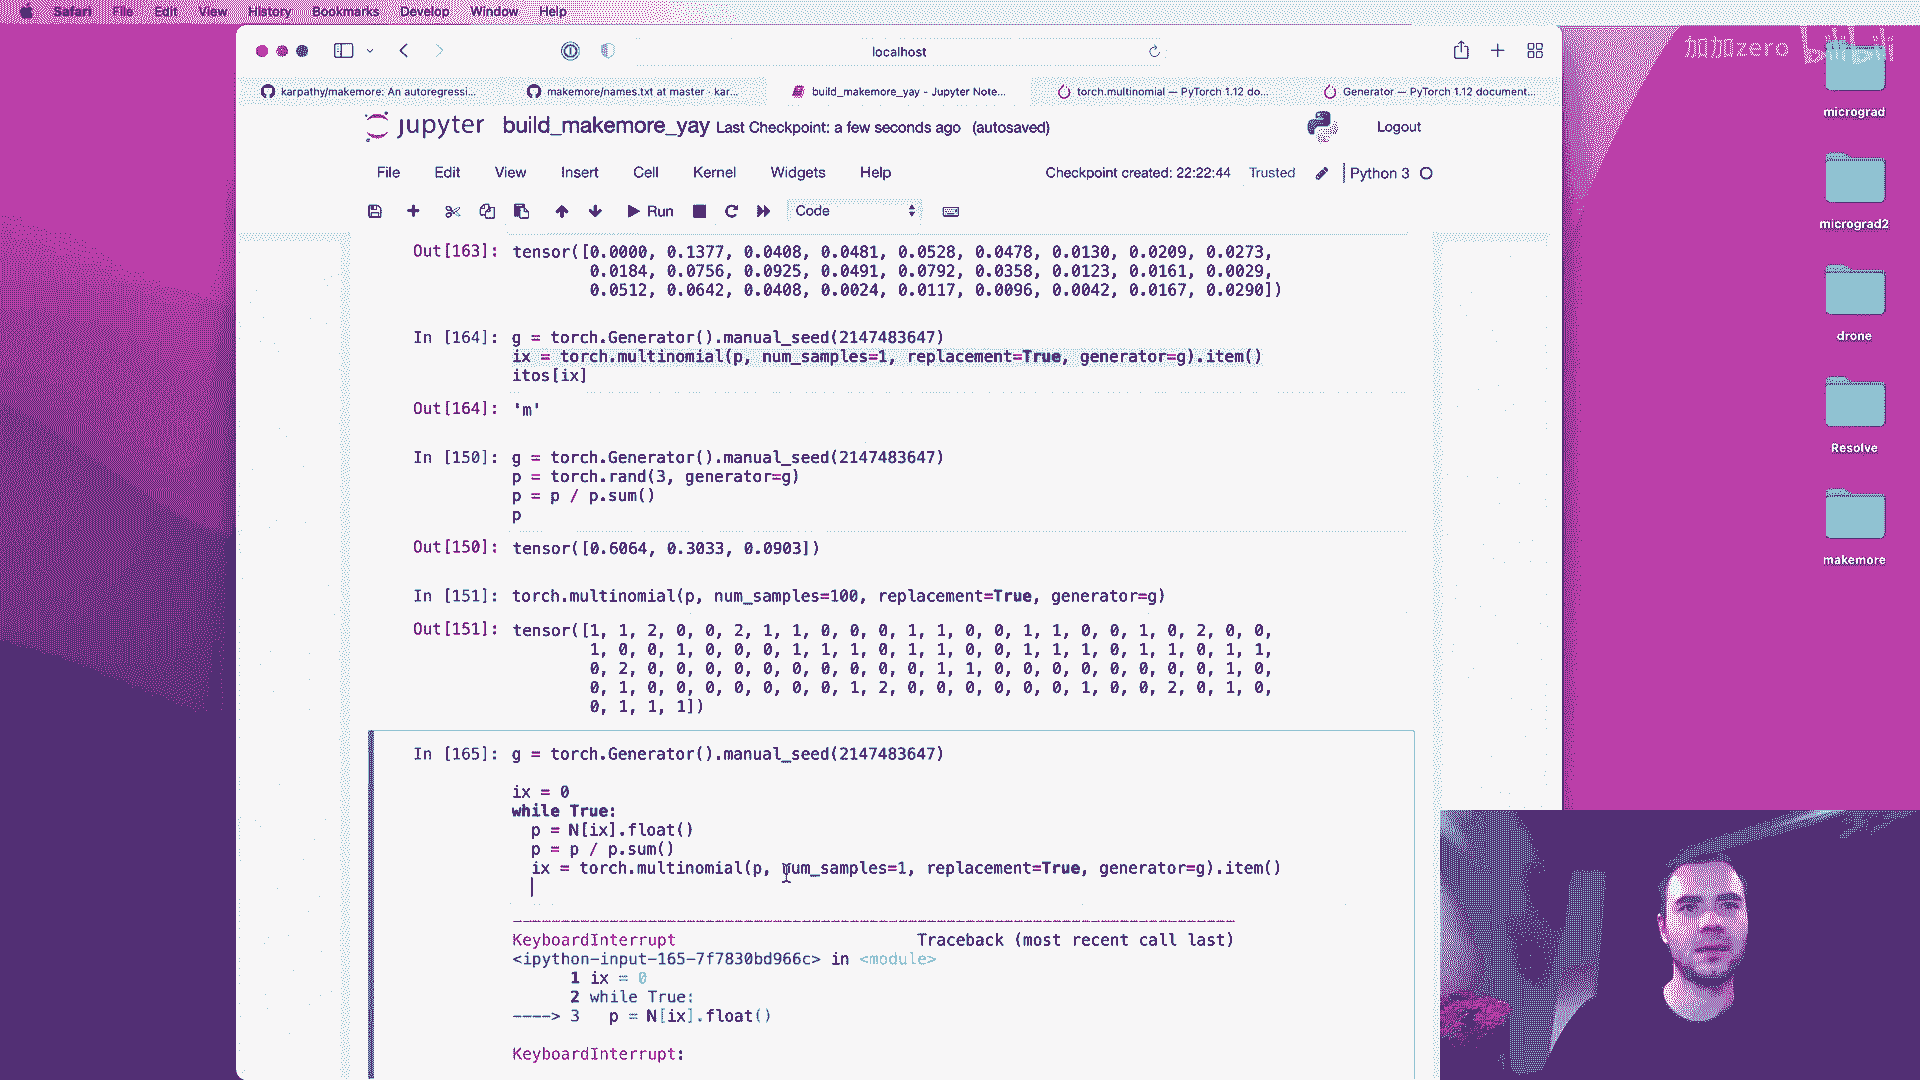 Safari File Edit View History Bookmarks Develop Window Help
localhost
加加zero bilibili
karpathy/makemore: An autoregressi...
makemore/names.txt at master · kar...
build_makemore_yay - Jupyter Note...
torch.multinomial — PyTorch 1.12 do...
Generator — PyTorch 1.12 document...
jupyter build_makemore_yay Last Checkpoint: a few seconds ago (autosaved)
Logout
File Edit View Insert Cell Kernel Widgets Help
Checkpoint created: 22:22:44 Trusted Python 3
Run Code
Out[163]: tensor([0.0000, 0.1377, 0.0408, 0.0481, 0.0528, 0.0478, 0.0130, 0.0209, 0.0273,
0.0184, 0.0756, 0.0925, 0.0491, 0.0792, 0.0358, 0.0123, 0.0161, 0.0029,
0.0512, 0.0642, 0.0408, 0.0024, 0.0117, 0.0096, 0.0042, 0.0167, 0.0290])
In [164]: g = torch.Generator().manual_seed(2147483647)
ix = torch.multinomial(p, num_samples=1, replacement=True, generator=g).item()
itos[ix]
Out[164]: 'm'
In [150]: g = torch.Generator().manual_seed(2147483647)
p = torch.rand(3, generator=g)
p = p / p.sum()
p
Out[150]: tensor([0.6064, 0.3033, 0.0903])
In [151]: torch.multinomial(p, num_samples=100, replacement=True, generator=g)
Out[151]: tensor([1, 1, 2, 0, 0, 2, 1, 1, 0, 0, 0, 1, 1, 0, 0, 1, 1, 0, 0, 1, 0, 2, 0, 0,
1, 0, 0, 1, 0, 0, 0, 1, 1, 1, 0, 1, 1, 0, 0, 1, 1, 1, 0, 1, 1, 0, 1, 1,
0, 2, 0, 0, 0, 0, 0, 0, 0, 0, 0, 0, 0, 1, 1, 0, 0, 0, 0, 0, 0, 0, 1, 0,
0, 1, 0, 0, 0, 0, 0, 0, 0, 1, 2, 0, 0, 0, 0, 0, 0, 1, 0, 0, 2, 0, 1, 0,
0, 1, 1, 1])
In [165]: g = torch.Generator().manual_seed(2147483647)
ix = 0
while True:
p = N[ix].float()
p = p / p.sum()
ix = torch.multinomial(p, num_samples=1, replacement=True, generator=g).item()
KeyboardInterrupt Traceback (most recent call last)
<ipython-input-165-7f7830bd966c> in <module>
1 ix = 0
2 while True:
----> 3 p = N[ix].float()
KeyboardInterrupt:
micrograd
micrograd2
drone
Resolve
makemore